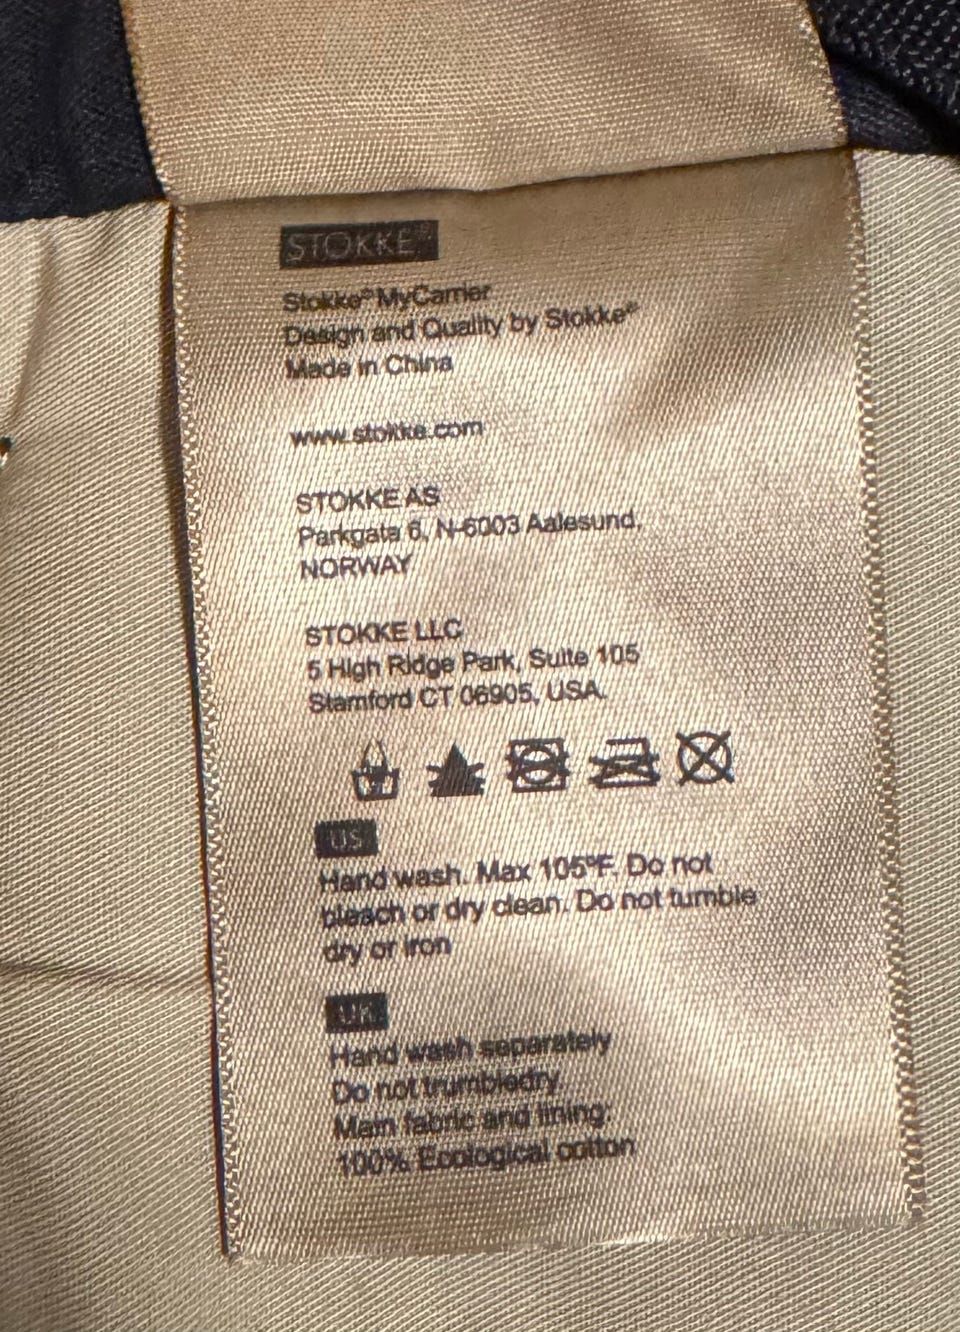 STOKKE®
Stokke® MyCarrier
Design and Quality by Stokke®
Made in China
www.stokke.com
STOKKE AS
Parkgata 6, N-6003 Aalesund,
NORWAY
STOKKE LLC
5 High Ridge Park, Suite 105
Stamford CT 06905, USA.
US
Hand wash. Max 105ºF. Do not
bleach or dry clean. Do not tumble
dry or iron
UK
Hand wash separately
Do not trumbledry
Main fabric and lining:
100% Ecological cotton